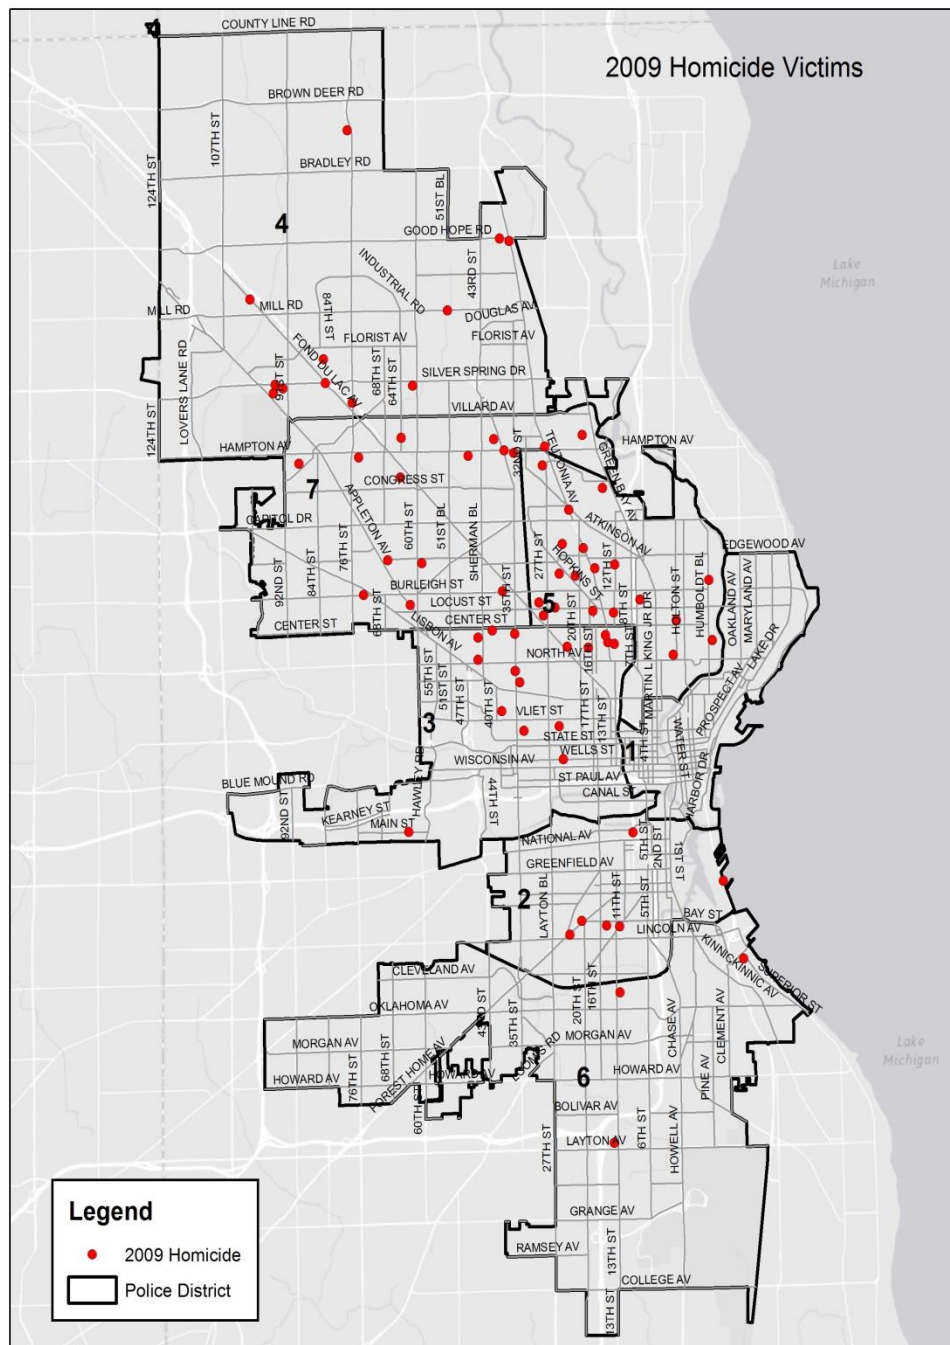 2009 Homicide Victims
COUNTY LINE RD
BROWN DEER RD
107TH ST
124TH ST
BRADLEY RD
51ST BL
4
GOOD HOPE RD
43RD ST
INDUSTRIAL RD
Lake
Michigan
84TH ST
MILL RD
MILL RD
DOUGLAS AV
FLORIST AV
FLORIST AV
LOVERS LANE RD
FOND DU LAC AV
91ST ST
68TH ST
64TH ST
SILVER SPRING DR
124TH ST
VILLARD AV
HAMPTON AV
32ND ST
TEUTONIA AV
GREEN BAY AV
HAMPTON AV
7
CONGRESS ST
CAPITOL DR
APPLETON AV
76TH ST
60TH ST
51ST BL
SHERMAN BL
ATKINSON AV
EDGEWOOD AV
92ND ST
84TH ST
BURLEIGH ST
35TH ST
27TH ST
HOPKINS ST
12TH ST
HOLTON ST
HUMBOLDT BL
OAKLAND AV
MARYLAND AV
LOCUST ST
5
20TH ST
8TH ST
CENTER ST
LISBON AV
CENTER ST
NORTH AV
16TH ST
7TH ST
MARTIN L KING JR DR
LAKE DR
PROSPECT AV
55TH ST
51ST ST
47TH ST
40TH ST
3
VLIET ST
17TH ST
13TH ST
STATE ST
1
4TH ST
WATER ST
WELLS ST
WISCONSIN AV
HAWLEY RD
ST PAUL AV
CANAL ST
HARBOR DR
BLUE MOUND RD
92ND ST
KEARNEY ST
MAIN ST
44TH ST
NATIONAL AV
5TH ST
2ND ST
1ST ST
GREENFIELD AV
2
LAYTON BL
11TH ST
5TH ST
BAY ST
LINCOLN AV
KINNICKINNIC AV
SUPERIOR ST
CLEVELAND AV
OKLAHOMA AV
43RD ST
35TH ST
20TH ST
16TH ST
CHASE AV
CLEMENT AV
MORGAN AV
76TH ST
68TH ST
FOREST HOME AV
LOOMIS RD
MORGAN AV
Lake
Michigan
HOWARD AV
HOWARD AV
6
HOWARD AV
PINE AV
60TH ST
BOLIVAR AV
27TH ST
LAYTON AV
6TH ST
HOWELL AV
GRANGE AV
RAMSEY AV
13TH ST
COLLEGE AV
13TH ST
Legend
2009 Homicide
Police District